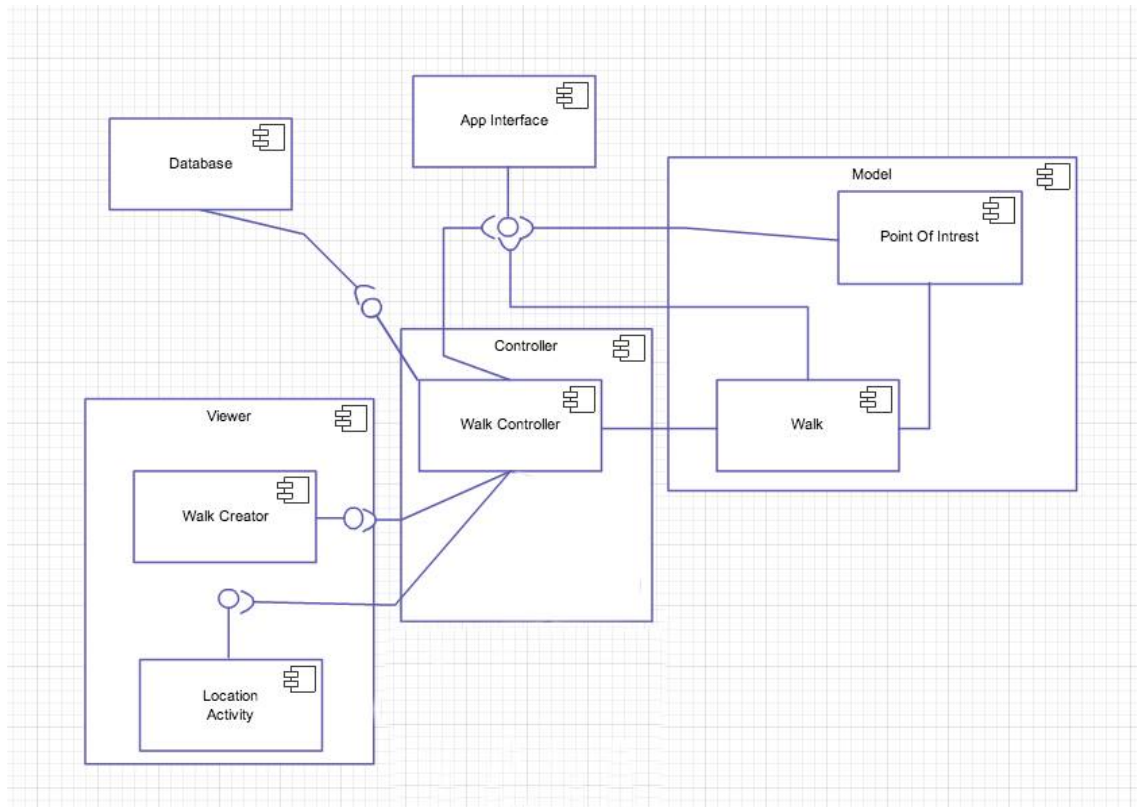 App Interface
Database
Model
Point Of Intrest
Controller
Walk Controller
Walk
Viewer
Walk Creator
Location
Activity